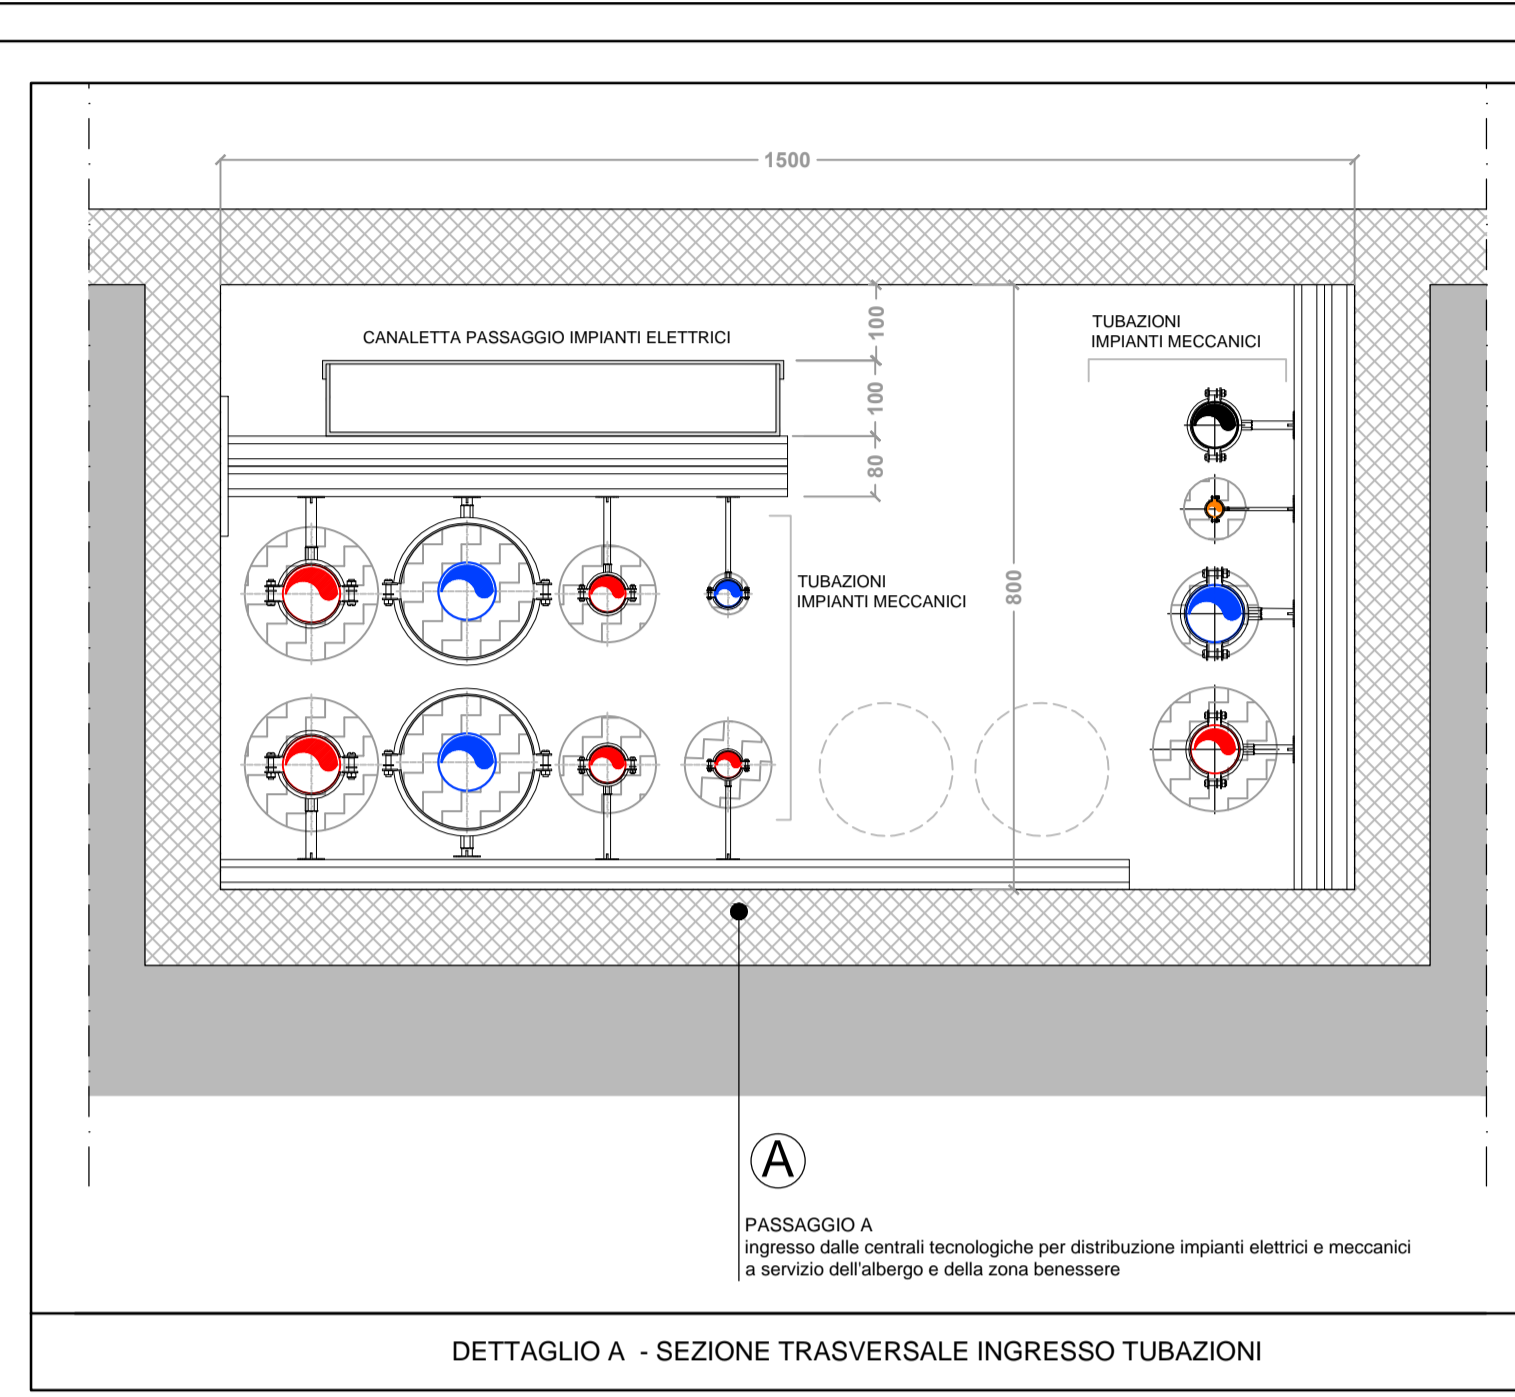 1500
CANALETTA PASSAGGIO IMPIANTI ELETTRICI
100
100
80
TUBAZIONI
IMPIANTI MECCANICI
TUBAZIONI
IMPIANTI MECCANICI
800
A
PASSAGGIO A
ingresso dalle centrali tecnologiche per distribuzione impianti elettrici e meccanici
a servizio dell'albergo e della zona benessere
DETTAGLIO A - SEZIONE TRASVERSALE INGRESSO TUBAZIONI